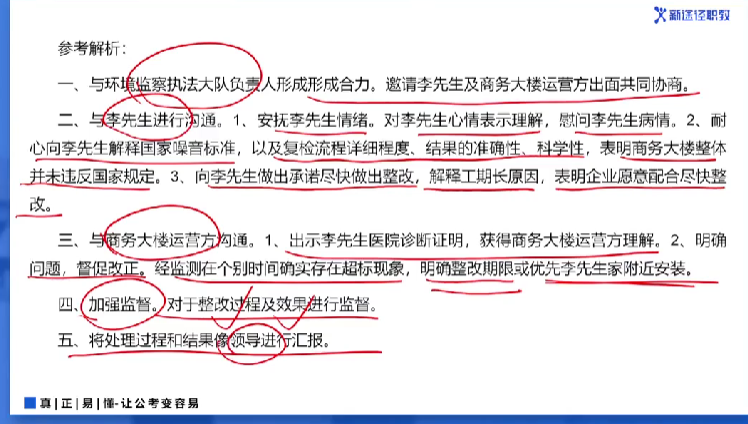 新途径职教
参考解析：
一、与环境监察执法大队负责人形成形成合力。邀请李先生及商务大楼运营方出面共同协商。
二、与李先生进行沟通。1、安抚李先生情绪。对李先生心情表示理解，慰问李先生病情。2、耐
心向李先生解释国家噪音标准，以及复检流程详细程度、结果的准确性、科学性，表明商务大楼整体
并未违反国家规定。3、向李先生做出承诺尽快做出整改，解释工期长原因，表明企业愿意配合尽快整
改。
三、与商务大楼运营方沟通。1、出示李先生医院诊断证明，获得商务大楼运营方理解。2、明确
问题，督促改正。经监测在个别时间确实存在超标现象，明确整改期限或优先李先生家附近安装。
四、加强监督。对于整改过程及效果进行监督。
五、将处理过程和结果像领导进行汇报。
真|正|易|懂-让公考变容易